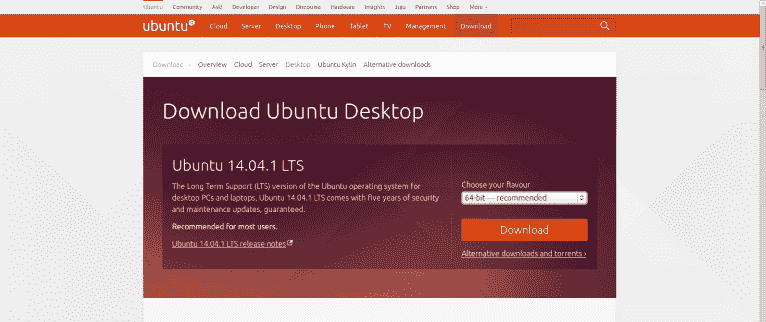 Ubuntu Community Ask! Developer Design Discourse Hardware Insights Juju Partners Shop More
ubuntu Cloud Server Desktop Phone Tablet TV Management Download
Download Overview Cloud Server Desktop Ubuntu Kylin Alternative downloads
Download Ubuntu Desktop
Ubuntu 14.04.1 LTS
The Long Term Support (LTS) version of the Ubuntu operating system for
desktop PCs and laptops, Ubuntu 14.04.1 LTS comes with five years of security
and maintenance updates, guaranteed.
Recommended for most users.
Ubuntu 14.04.1 LTS release notes
Choose your flavour
64-bit — recommended
Download
Alternative downloads and torrents ›